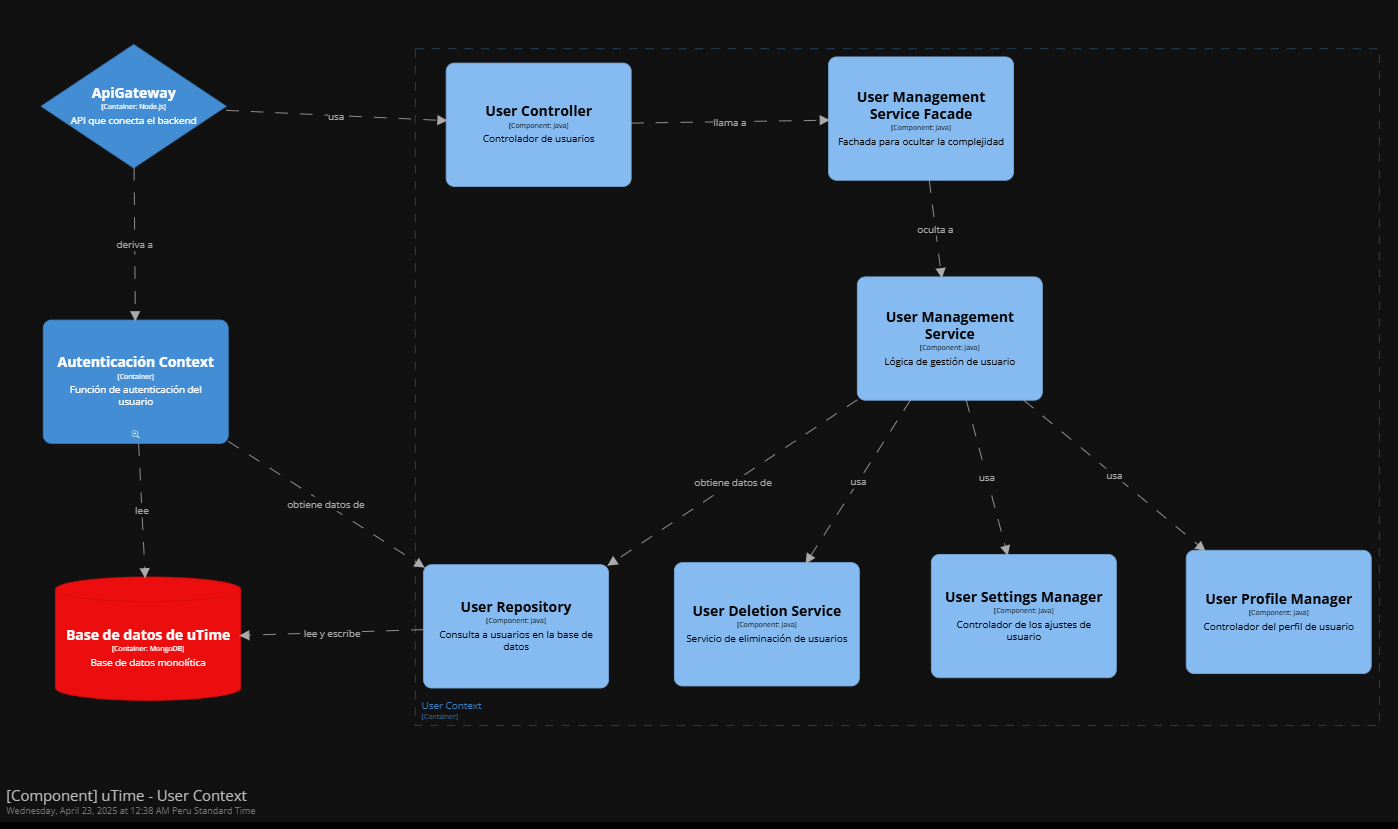 ApiGateway
[Container: Node.js]
API que conecta el backend
usa
User Controller
[Component: Java]
Controlador de usuarios
llama a
User Management
Service Facade
[Component: Java]
Fachada para ocultar la complejidad
deriva a
oculta a
Autenticación Context
[Container]
Función de autenticación del
usuario
User Management
Service
[Component: Java]
Lógica de gestión de usuario
lee
obtiene datos de
obtiene datos de
usa
usa
usa
Base de datos de uTime
[Container: MongoDB]
Base de datos monolítica
lee y escribe
User Repository
[Component: Java]
Consulta a usuarios en la base de
datos
User Deletion Service
[Component: Java]
Servicio de eliminación de usuarios
User Settings Manager
[Component: Java]
Controlador de los ajustes de
usuario
User Profile Manager
[Component: Java]
Controlador del perfil de usuario
User Context
[Container]
[Component] uTime - User Context
Wednesday, April 23, 2025 at 12:38 AM Peru Standard Time